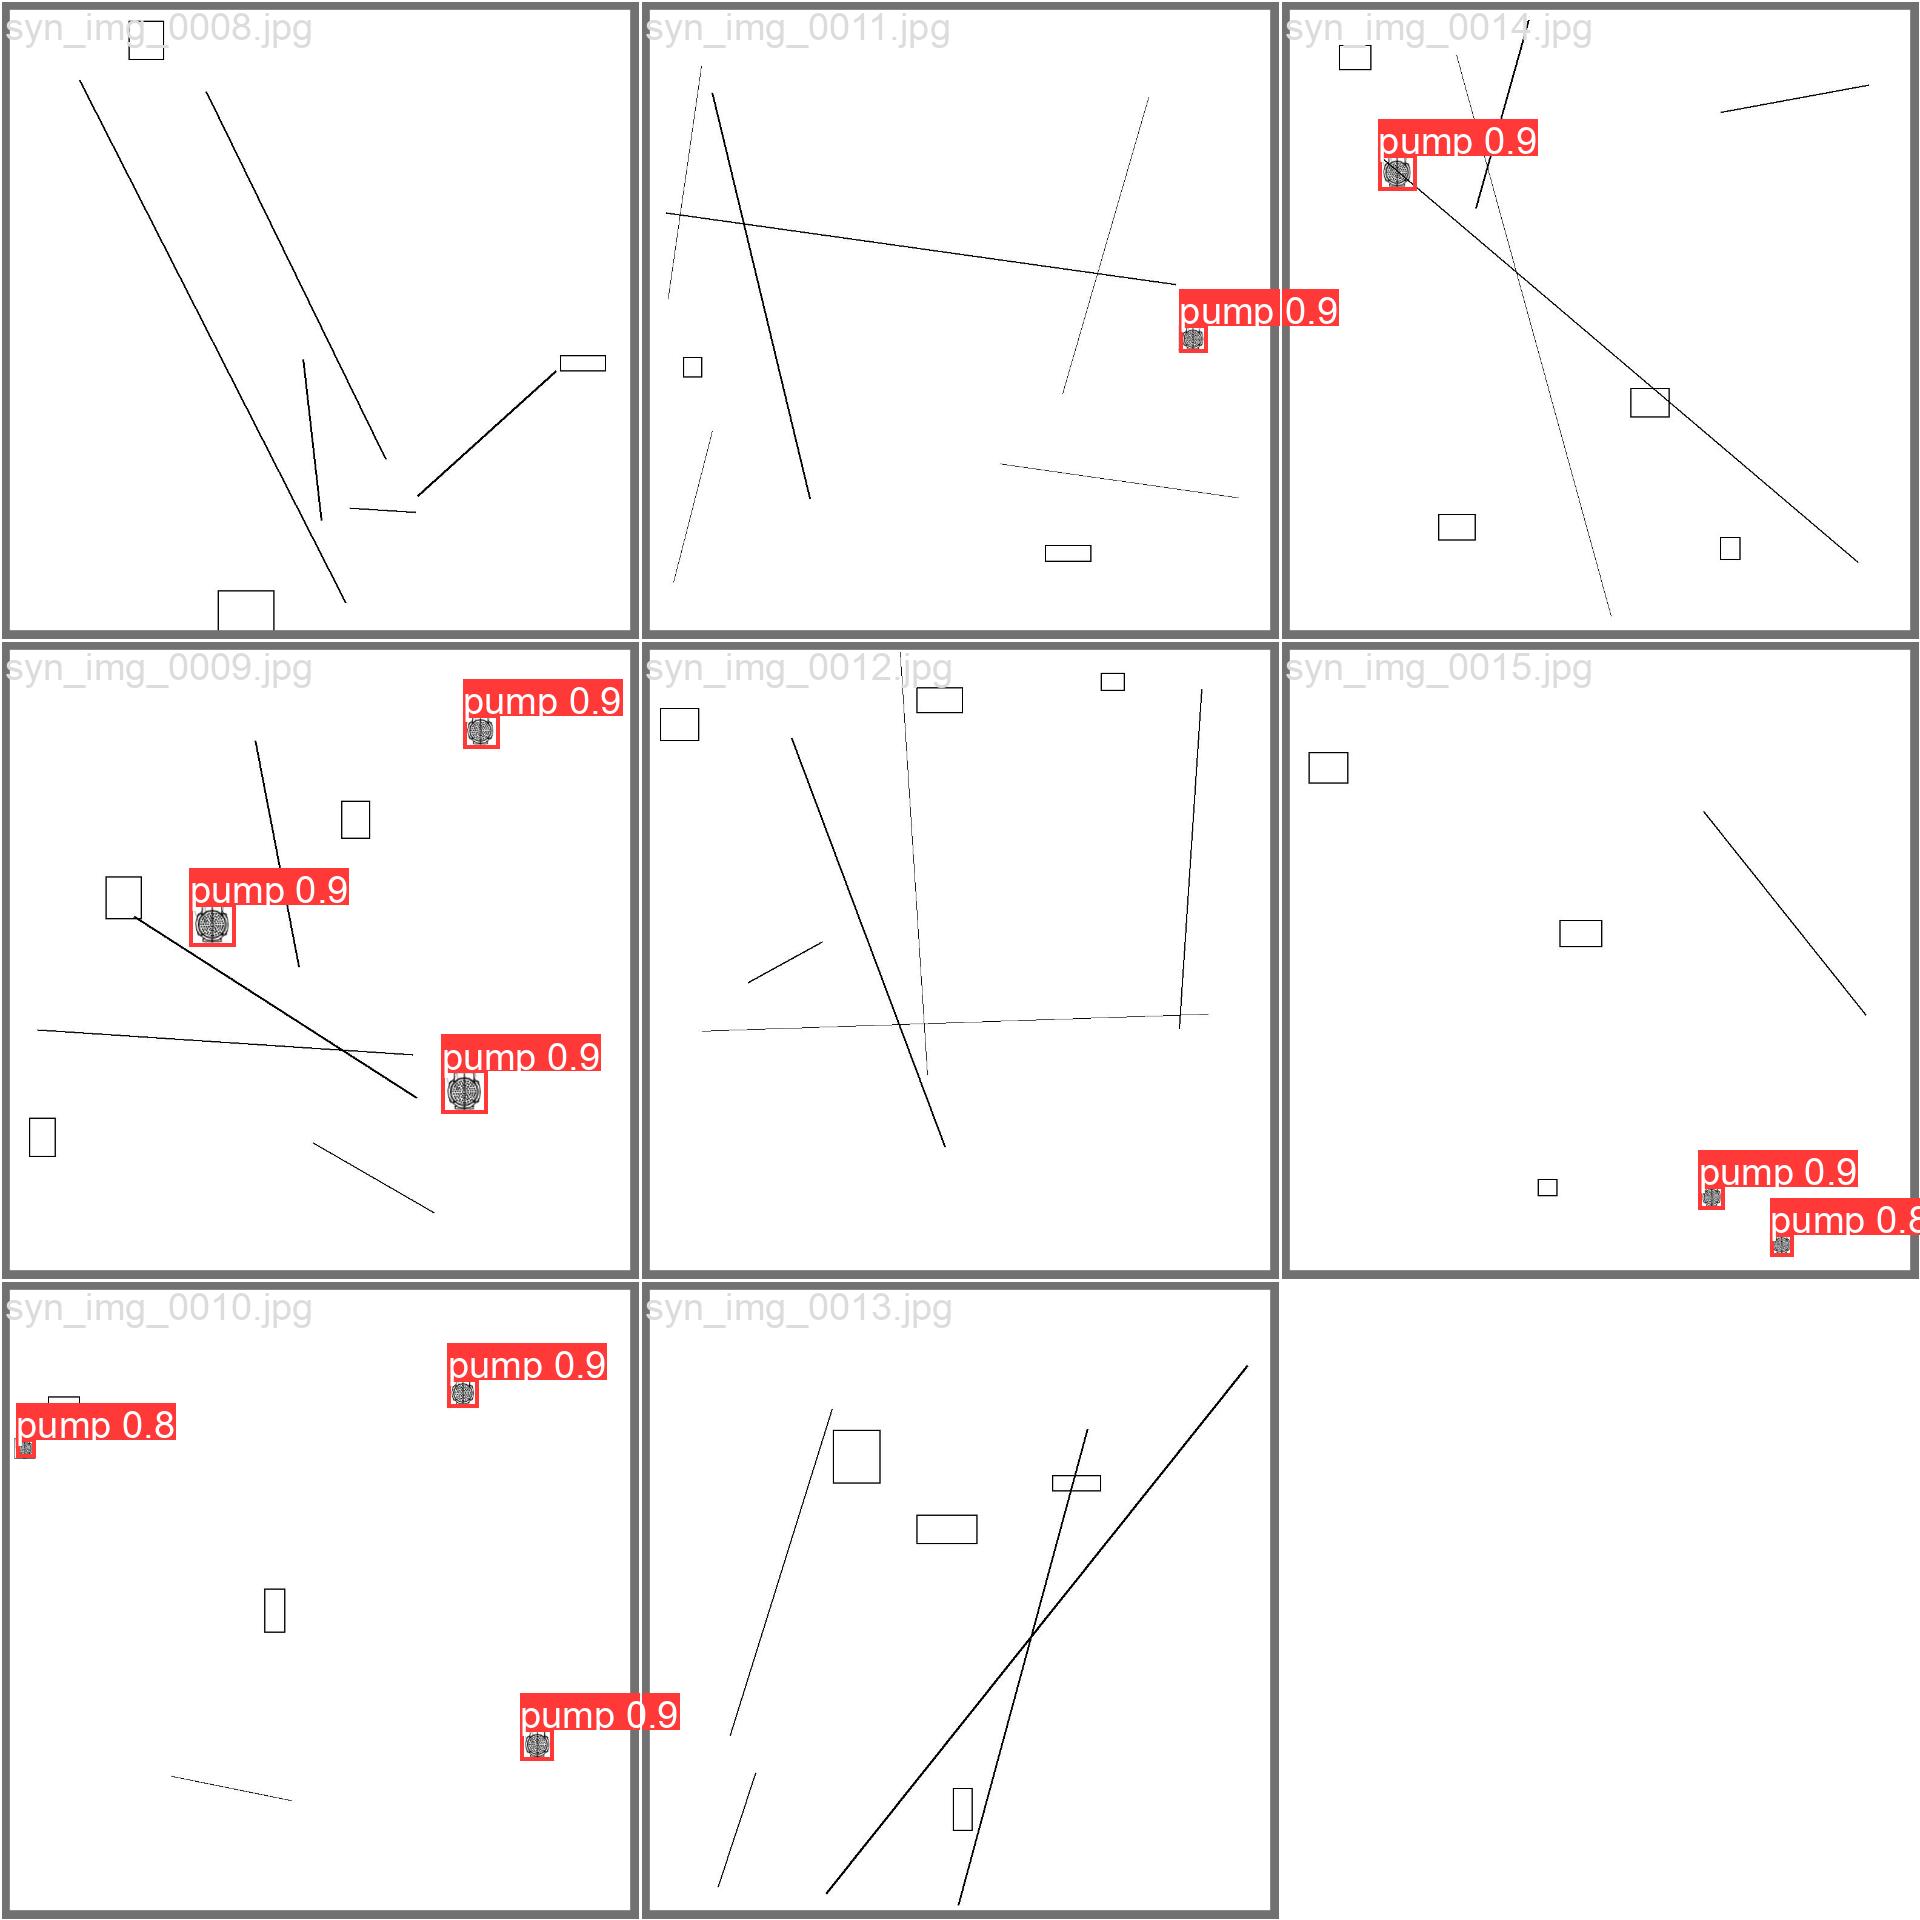 syn_img_0008.jpg
syn_img_0011.jpg
syn_img_0014.jpg
pump 0.9
pump 0.9
syn_img_0009.jpg
syn_img_0012.jpg
syn_img_0015.jpg
pump 0.9
pump 0.9
pump 0.9
pump 0.9
pump 0.8
syn_img_0010.jpg
syn_img_0013.jpg
pump 0.9
pump 0.8
pump 0.9